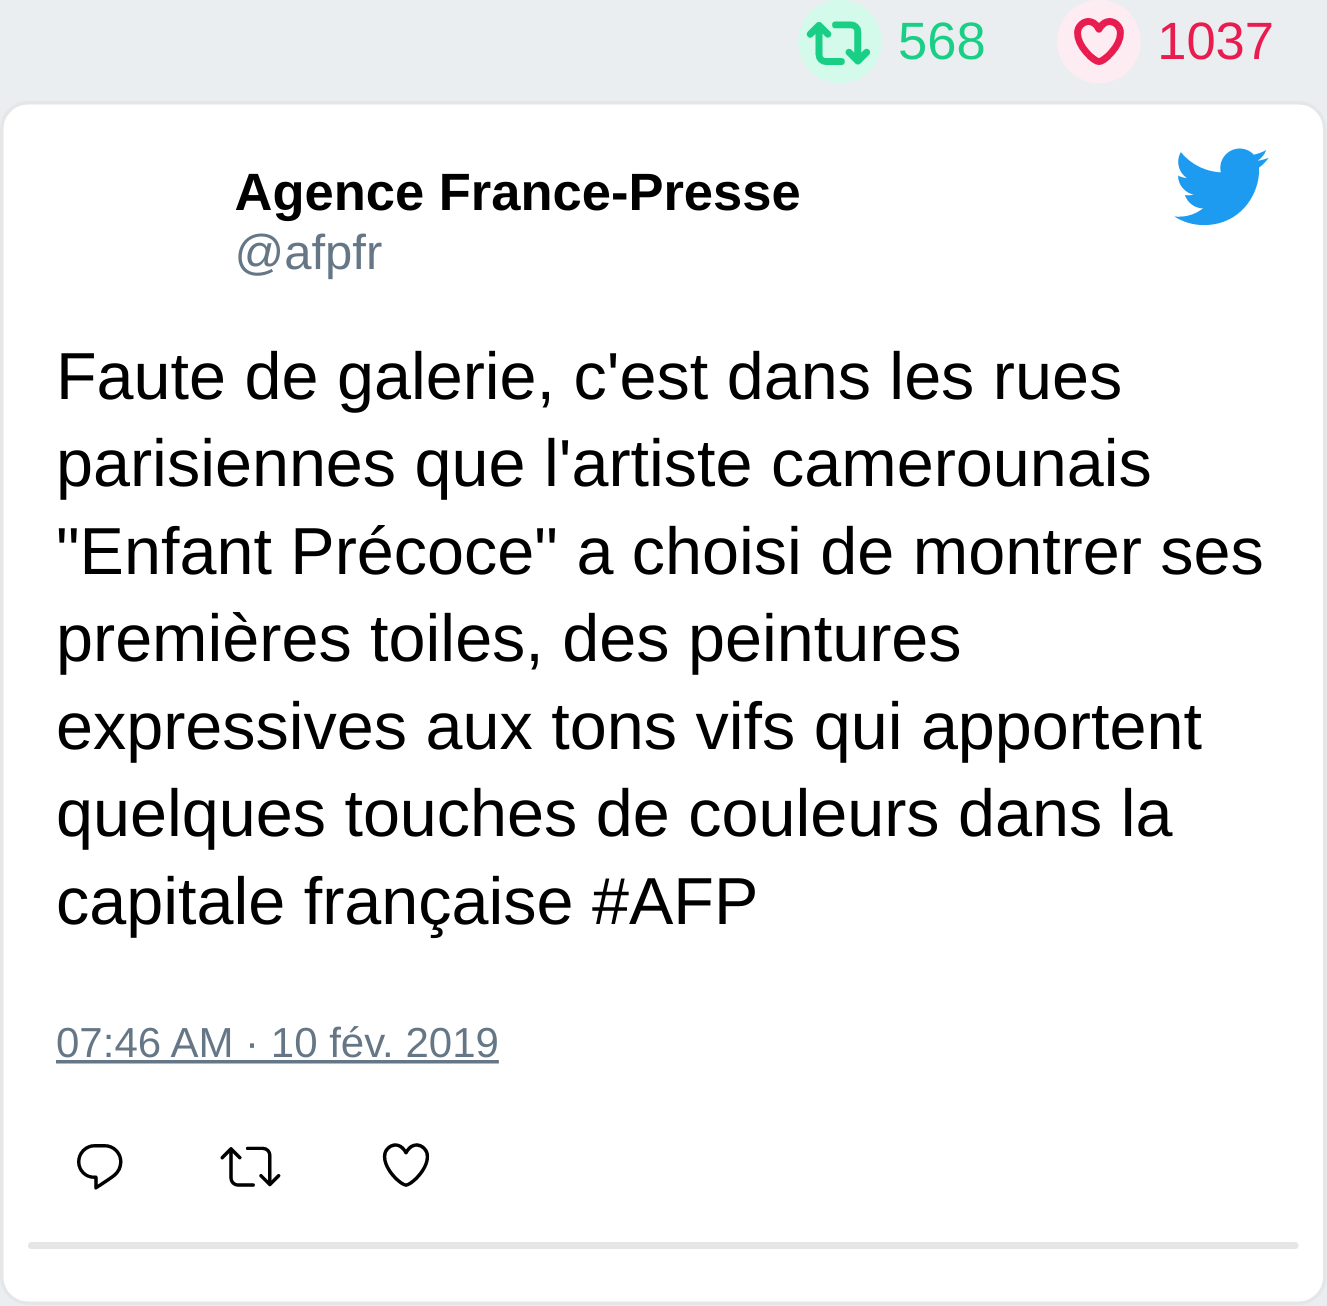 568 1037
Agence France-Presse
@afpfr
Faute de galerie, c'est dans les rues
parisiennes que l'artiste camerounais
"Enfant Précoce" a choisi de montrer ses
premières toiles, des peintures
expressives aux tons vifs qui apportent
quelques touches de couleurs dans la
capitale française #AFP
07:46 AM · 10 fév. 2019